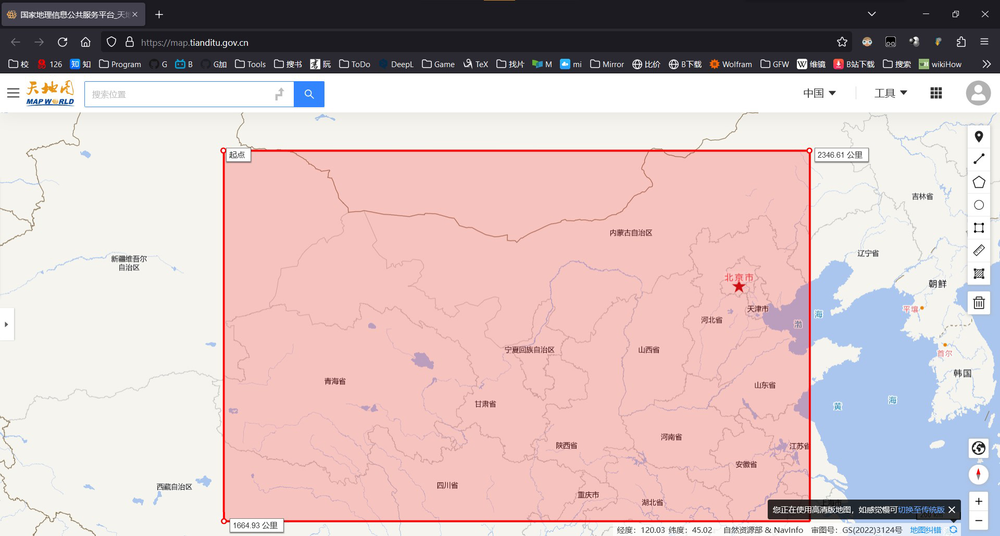 国家地理信息公共服务平台_天地
https://map.tianditu.gov.cn
校 126 知 知 Program G B G加 Tools 搜书 書 阮 ToDo DeepL Game TeX 找片 M mi Mirror 比价 B下载 Wolfram GFW W 维镜 B站下载 搜索 wH wikiHow
天地图
MAP WORLD
搜索位置
中国
工具
起点
2346.61 公里
吉林省
内蒙古自治区
辽宁省
新疆维吾尔
自治区
北京市
朝鲜
天津市
平壤
海
河北省
渤
宁夏回族自治区
山西省
首尔
韩国
青海省
山东省
黄
海
甘肃省
河南省
陕西省
江苏省
安徽省
四川省
西藏自治区
重庆市
湖北省
上海市
您正在使用高清版地图，如感觉慢可切换至传统版
200 km
1664.93 公里
经度：120.03 纬度：45.02 自然资源部 & NavInfo 审图号：GS(2022)3124号 地图纠错
海